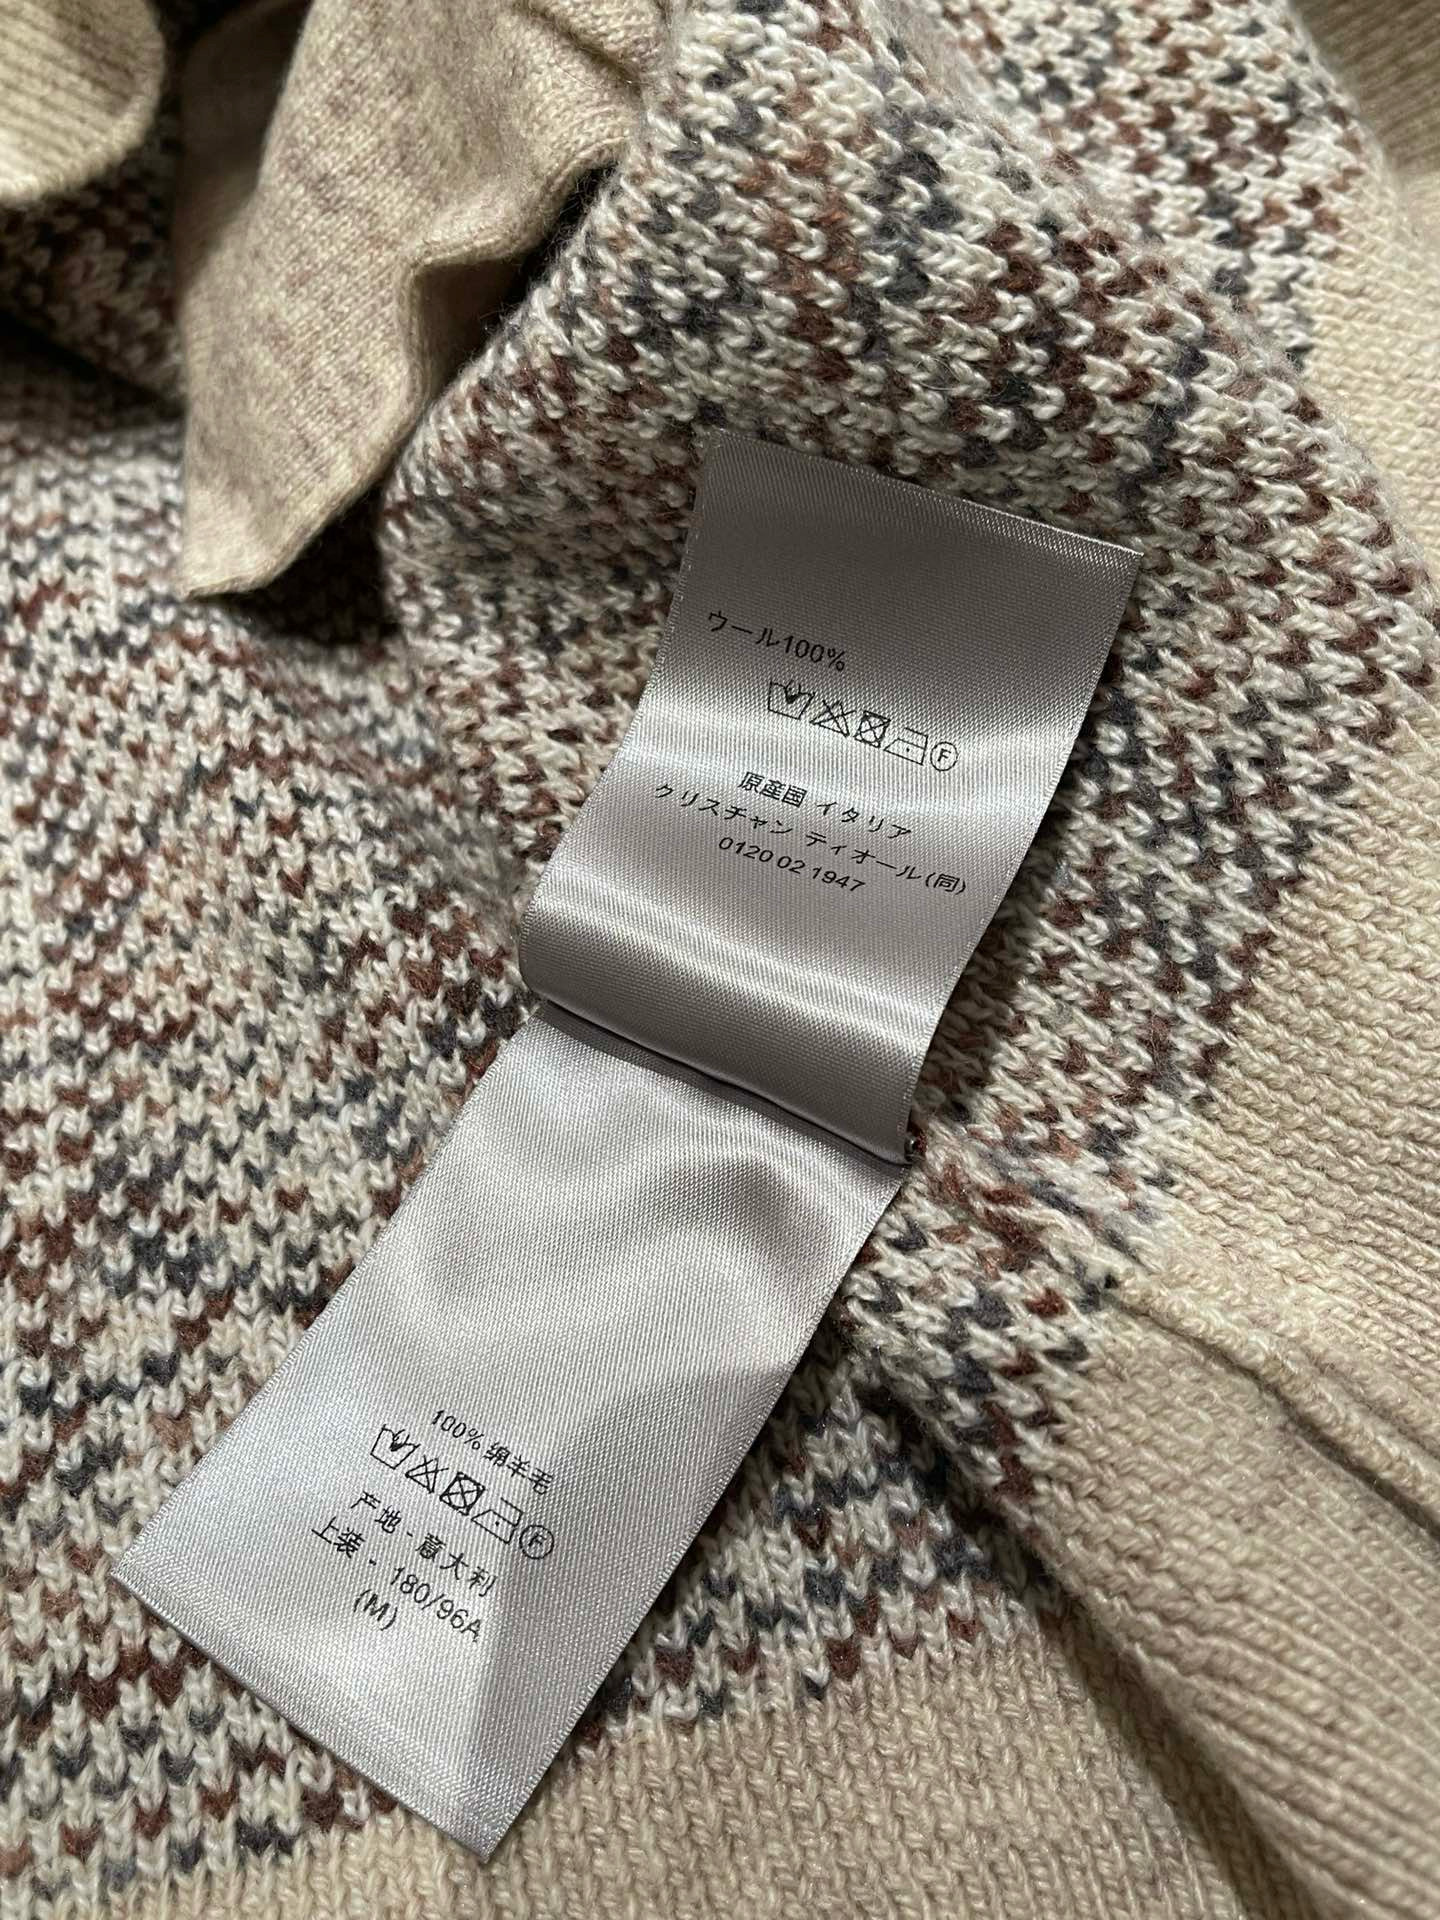 ウール100%
F
原産国 イタリア
クリスチャン ディオール(同)
0120 02 1947
100% 绵羊毛
F
产地 - 意大利
上装 - 180/96A
(M)